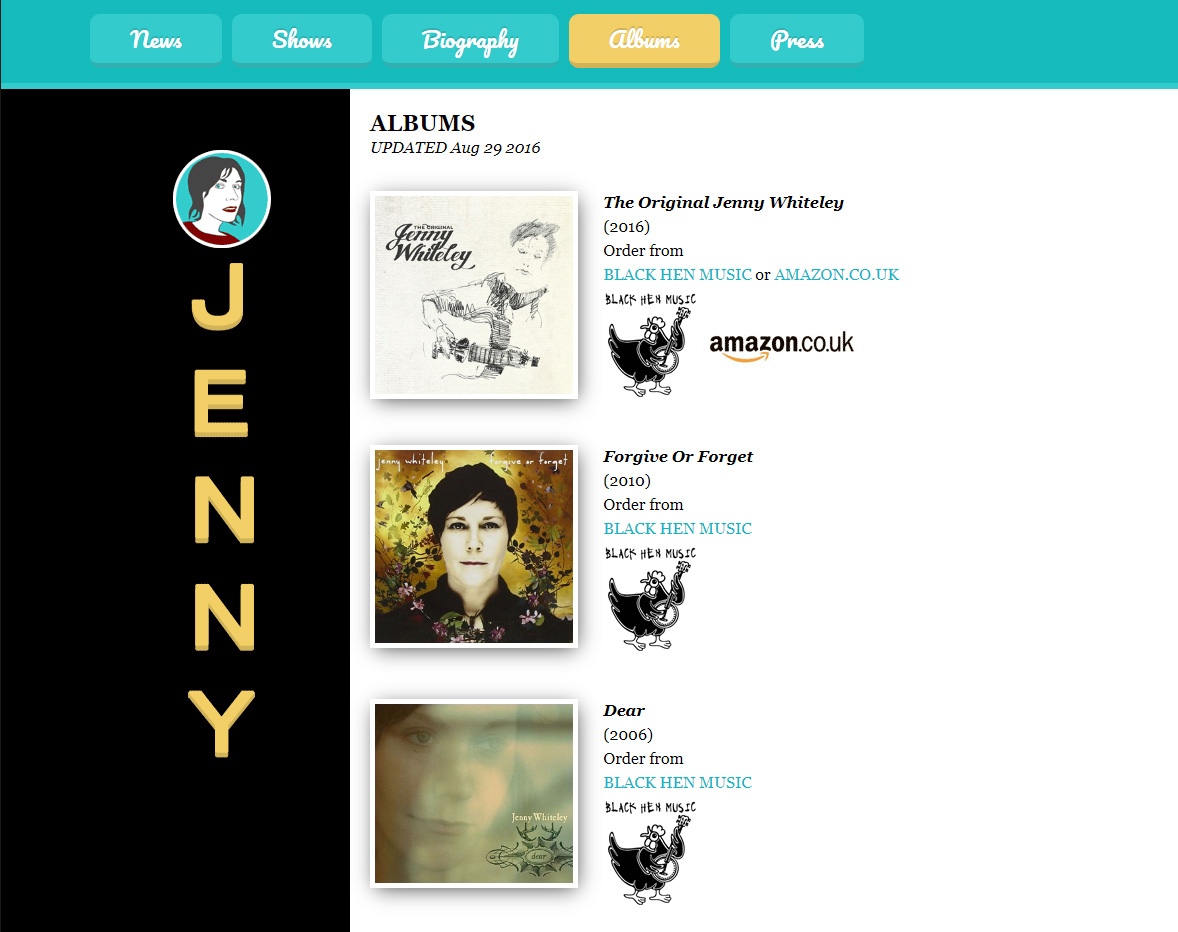 News Shows Biography Albums Press
J
E
N
N
Y
ALBUMS
UPDATED Aug 29 2016
THE ORIGINAL
Jenny
Whiteley
The Original Jenny Whiteley
(2016)
Order from
BLACK HEN MUSIC or AMAZON.CO.UK
BLACK HEN MUSIC
amazon.co.uk
jenny whiteley forgive or forget
Forgive Or Forget
(2010)
Order from
BLACK HEN MUSIC
BLACK HEN MUSIC
Jenny Whiteley
dear
Dear
(2006)
Order from
BLACK HEN MUSIC
BLACK HEN MUSIC